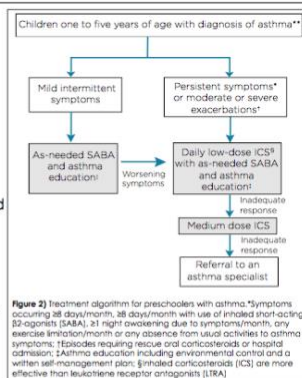 Children one to five years of age with diagnosis of asthma**
Mild intermittent
symptoms
Persistent symptoms*
or moderate or severe
exacerbations†
As-needed SABA
and asthma
education‡
Worsening
symptoms
Daily low-dose ICS§
with as-needed SABA
and asthma
education‡
Inadequate
response
Medium dose ICS
Inadequate
response
Referral to an
asthma specialist
d
Figure 2) Treatment algorithm for preschoolers with asthma. *Symptoms
occurring ≥8 days/month, ≥8 days/month with use of inhaled short-acting
β2-agonists (SABA), ≥1 night awakening due to symptoms/month, any
exercise limitation/month or any absence from usual activities to asthma
symptoms; †Episodes requiring rescue oral corticosteroids or hospital
admission; ‡Asthma education including environmental control and a
written self-management plan; §Inhaled corticosteroids (ICS) are more
effective than leukotriene receptor antagonists (LTRA)